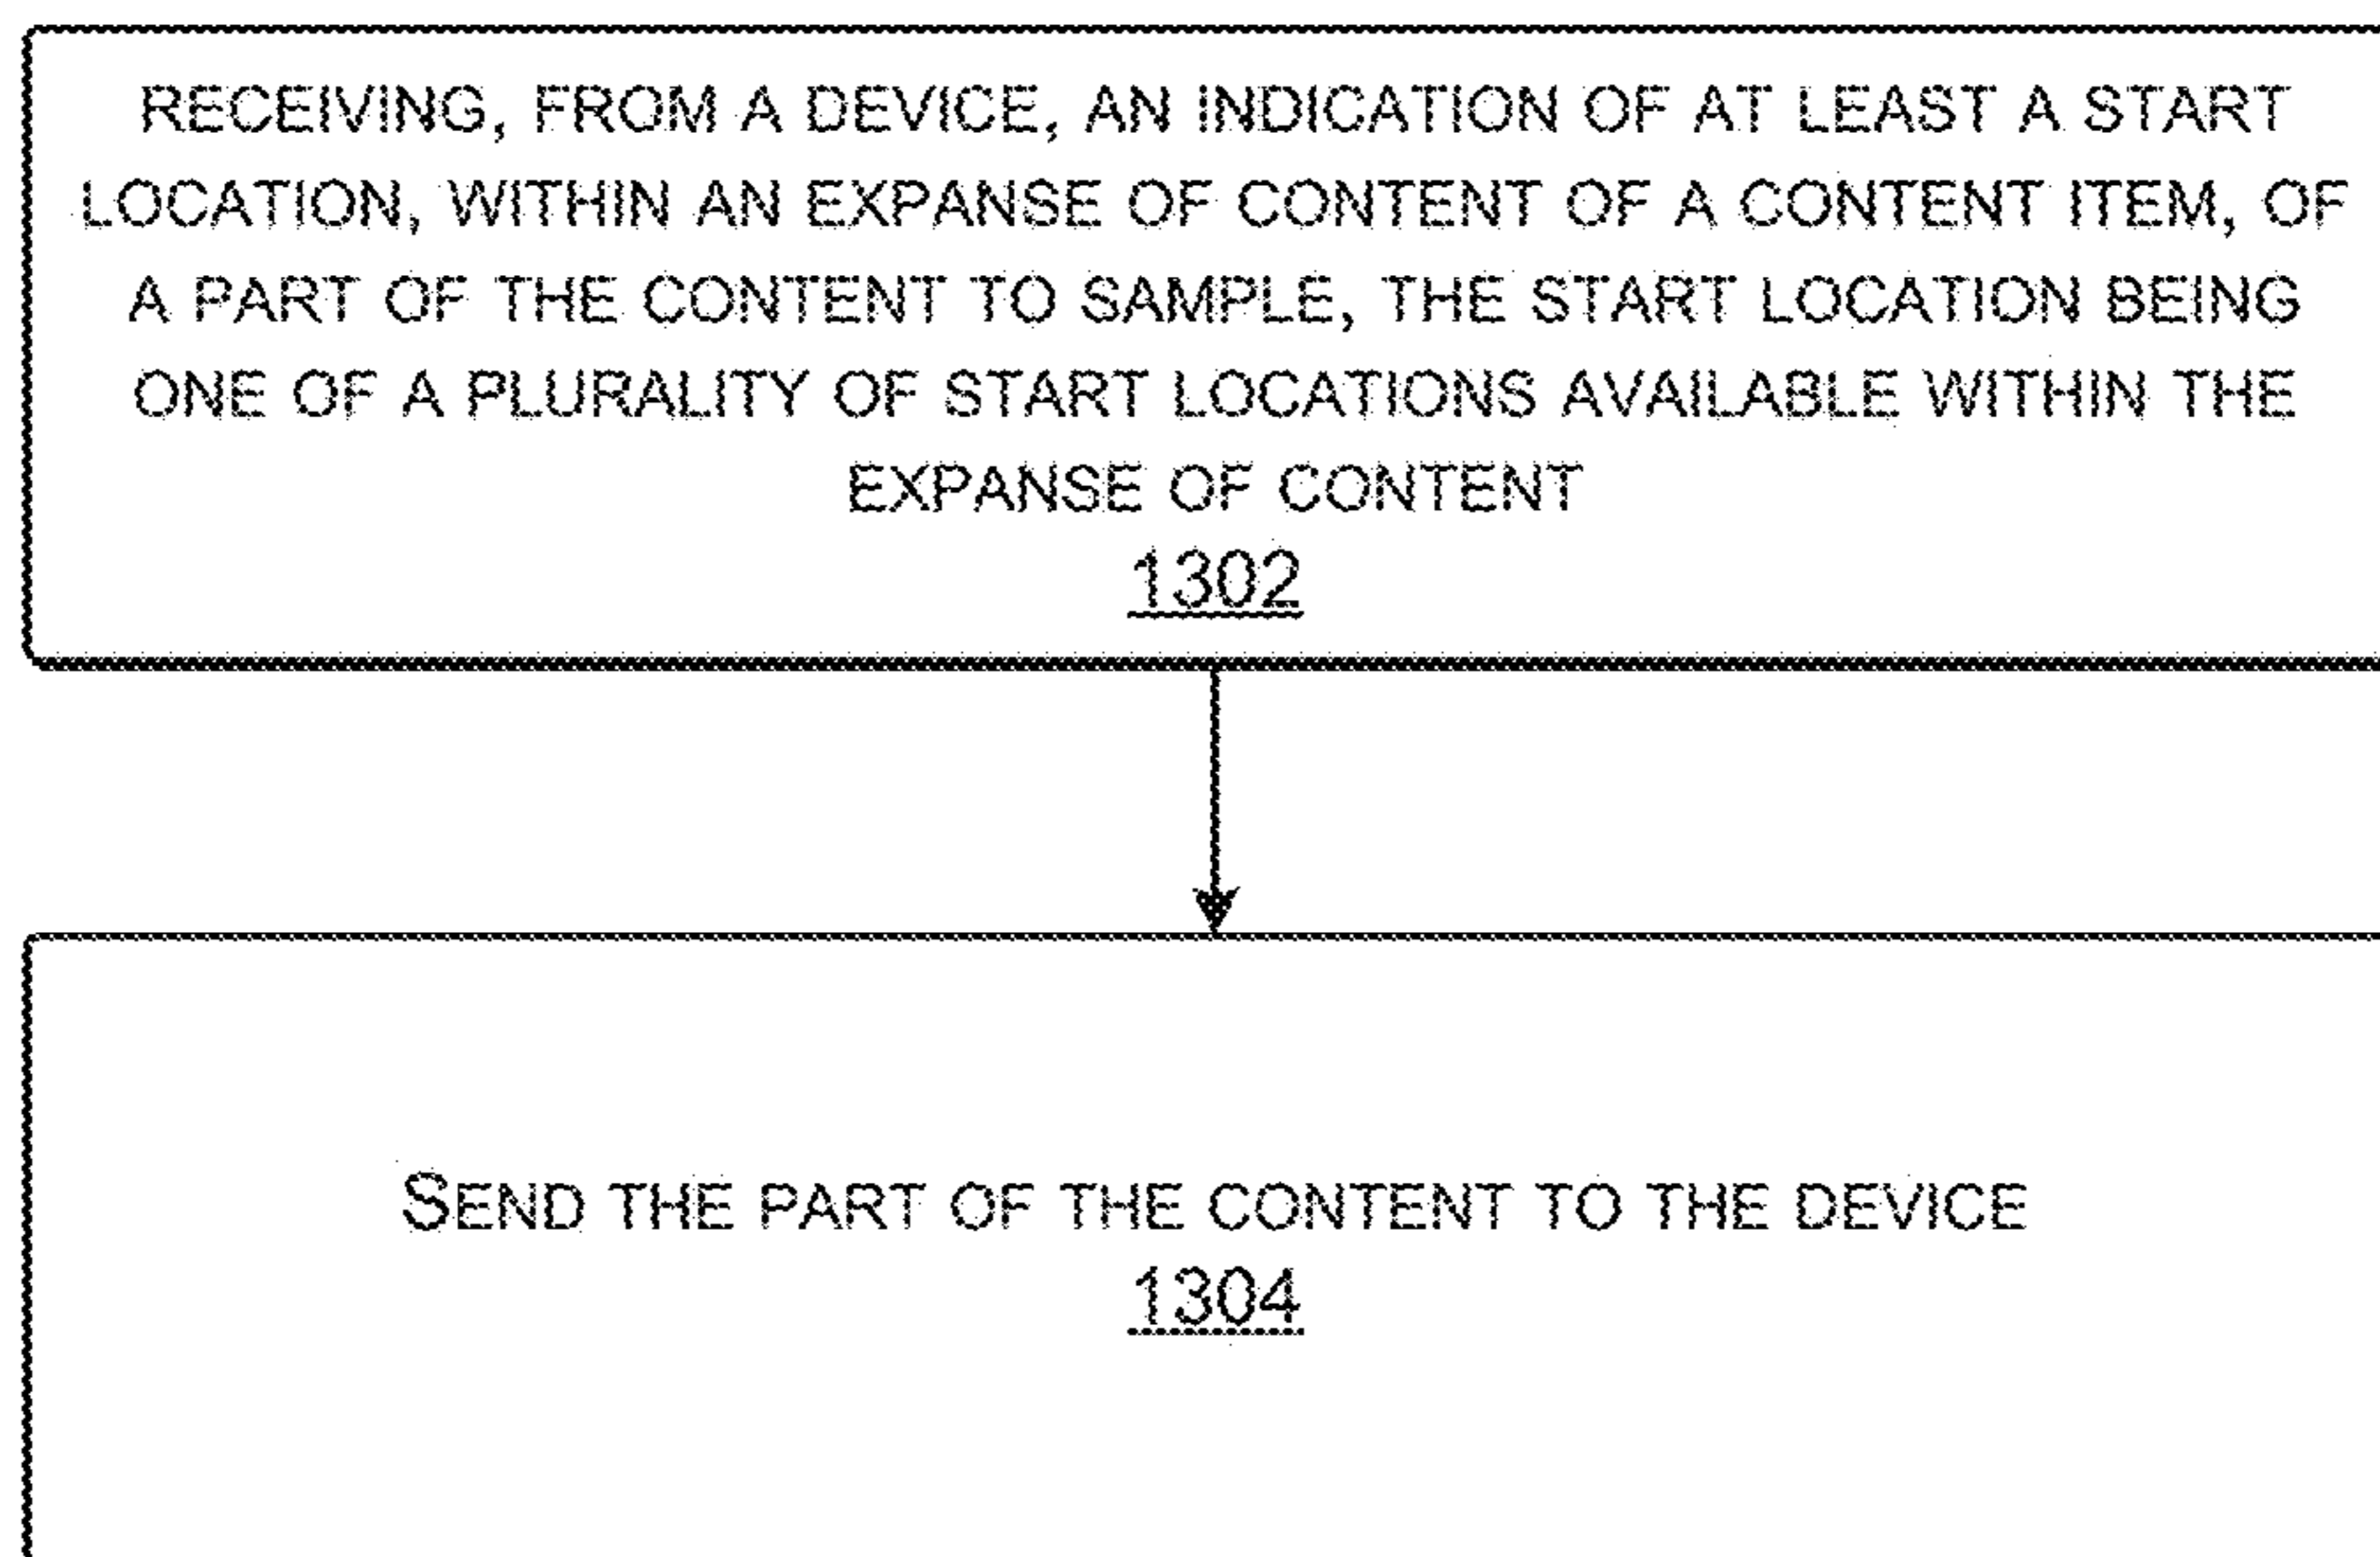 RECEIVING, FROM A DEVICE, AN INDICATION OF AT LEAST A START
LOCATION, WITHIN AN EXPANSE OF CONTENT OF A CONTENT ITEM, OF
A PART OF THE CONTENT TO SAMPLE, THE START LOCATION BEING
ONE OF A PLURALITY OF START LOCATIONS AVAILABLE WITHIN THE
EXPANSE OF CONTENT
1302
SEND THE PART OF THE CONTENT TO THE DEVICE
1304